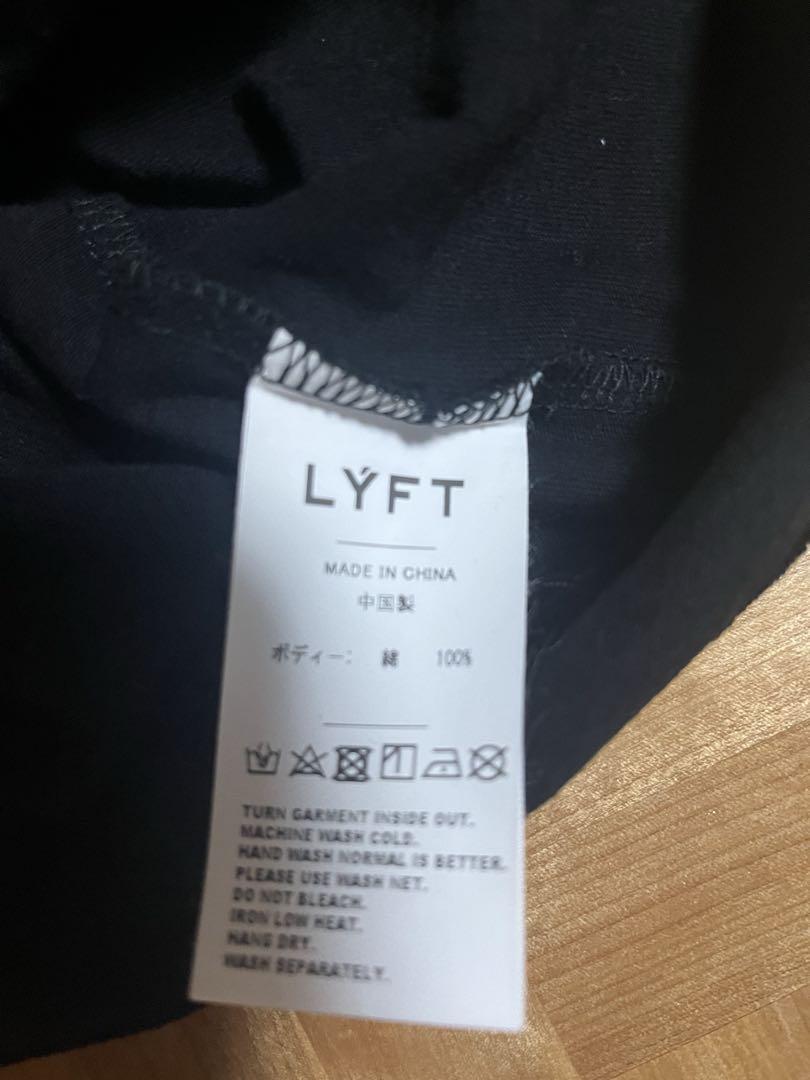 LÝFT
MADE IN CHINA
中国製
ボディー: 綿 100%
TURN GARMENT INSIDE OUT.
MACHINE WASH COLD.
HAND WASH NORMAL IS BETTER.
PLEASE USE WASH NET.
DO NOT BLEACH.
IRON LOW HEAT.
HANG DRY.
WASH SEPARATELY.